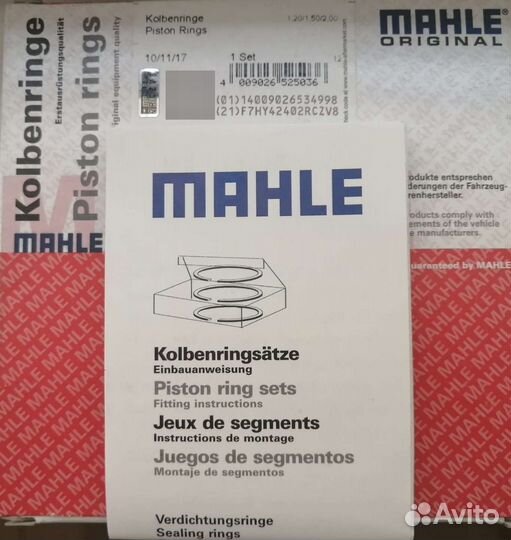 Kolbenringe
Piston Rings
1,20/1,50/2,00
10/11/17
1 Set
12
4 009026 525036
(01)14009026534998
(21)F7HY42402RCZV8
MAHLE
ORIGINAL
Kolbenringe
Erstausrüstungsqualität
Piston rings
original equipment quality
MAHLE
odukte entsprechen
derungen der Fahrzeug-
renhersteller.
oducts comply with
ements of the vehicle
e manufacturers.
uaranteed by MAHLE
MAHLE
Kolbenringsätze
Einbauanweisung
Piston ring sets
Fitting instructions
Jeux de segments
Instructions de montage
Juegos de segmentos
Montaje de segmentos
Verdichtungsringe
Sealing rings
Avito